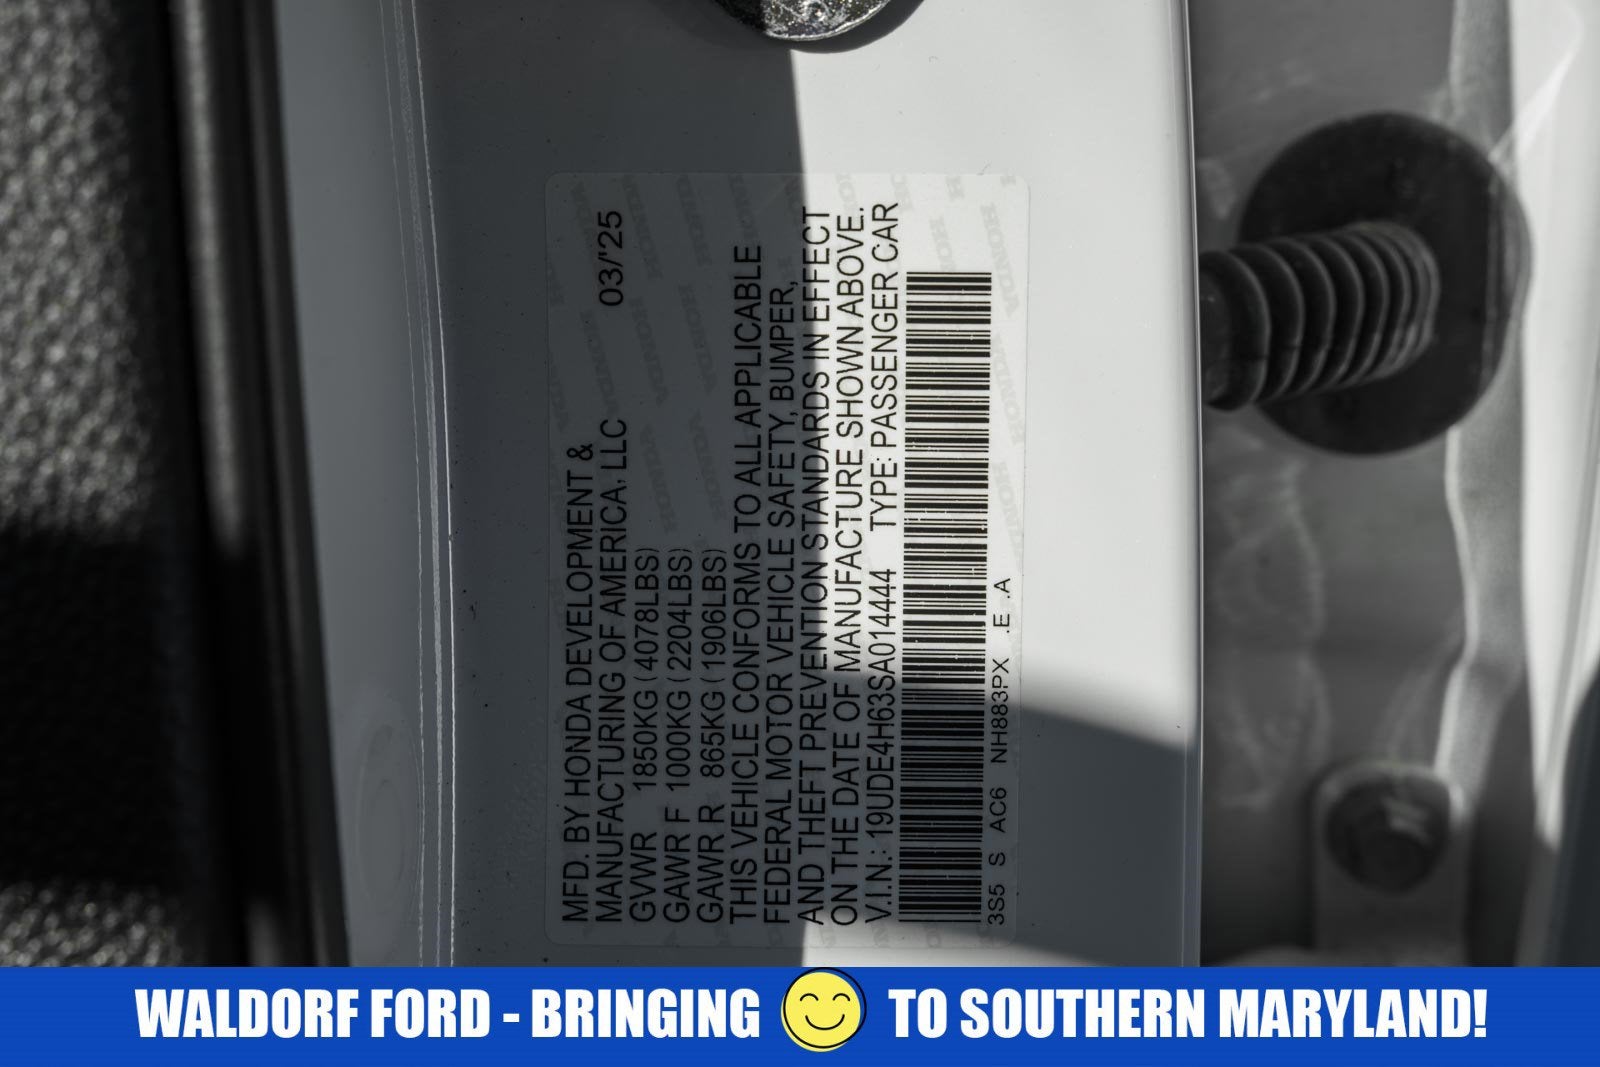 MFD. BY HONDA DEVELOPMENT &
MANUFACTURING OF AMERICA, LLC 03/'25
GVWR 1850KG (4078LBS)
GAWR F 1000KG (2204LBS)
GAWR R 865KG (1906LBS)
THIS VEHICLE CONFORMS TO ALL APPLICABLE
FEDERAL MOTOR VEHICLE SAFETY, BUMPER,
AND THEFT PREVENTION STANDARDS IN EFFECT
ON THE DATE OF MANUFACTURE SHOWN ABOVE.
V.I.N.: 19UDE4H63SA014444 TYPE: PASSENGER CAR
3S5 S AC6 NH883PX .E .A
WALDORF FORD - BRINGING TO SOUTHERN MARYLAND!